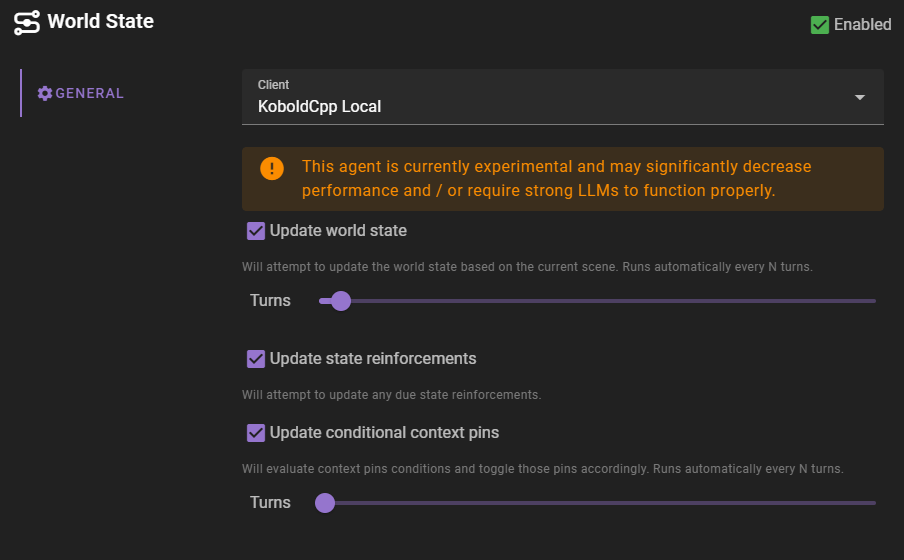 World State
Enabled
GENERAL
Client
KoboldCpp Local
This agent is currently experimental and may significantly decrease
performance and / or require strong LLMs to function properly.
Update world state
Will attempt to update the world state based on the current scene. Runs automatically every N turns.
Turns
Update state reinforcements
Will attempt to update any due state reinforcements.
Update conditional context pins
Will evaluate context pins conditions and toggle those pins accordingly. Runs automatically every N turns.
Turns